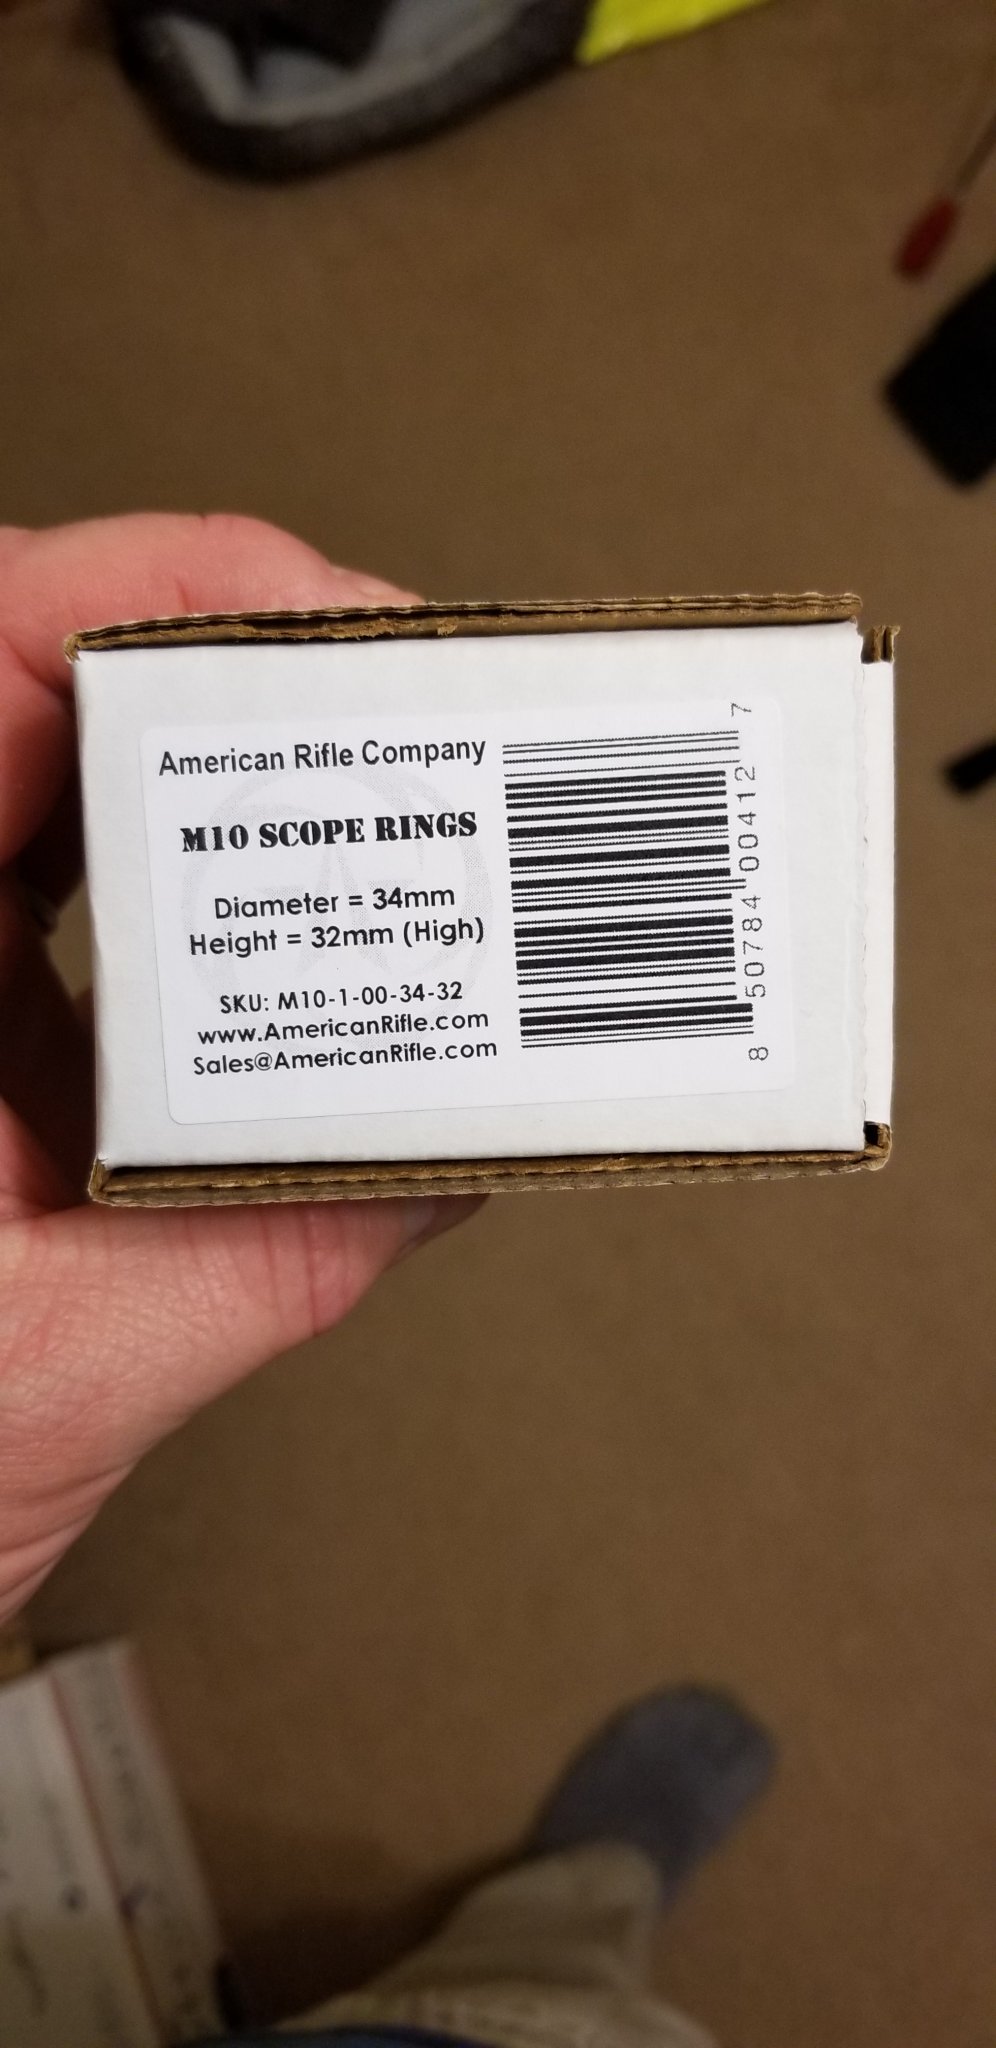 American Rifle Company
M10 SCOPE RINGS
Diameter = 34mm
Height = 32mm (High)
SKU: M10-1-00-34-32
www.AmericanRifle.com
Sales@AmericanRifle.com
8 50784 00412 7